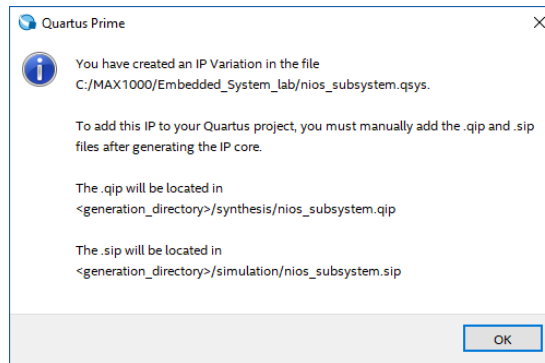 Quartus Prime
You have created an IP Variation in the file
C:/MAX1000/Embedded_System_lab/nios_subsystem.qsys.
To add this IP to your Quartus project, you must manually add the .qip and .sip
files after generating the IP core.
The .qip will be located in
<generation_directory>/synthesis/nios_subsystem.qip
The .sip will be located in
<generation_directory>/simulation/nios_subsystem.sip
OK